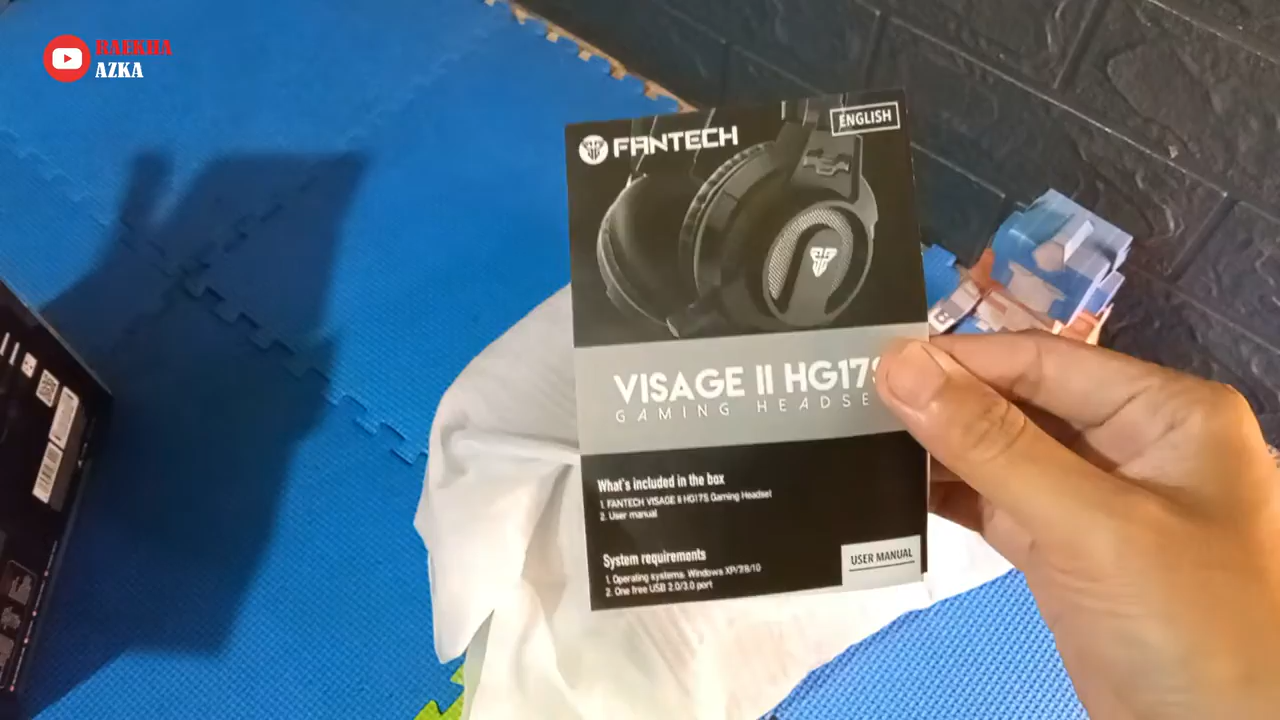 RAEKHA
AZKA
FANTECH
ENGLISH
VISAGE II HG17S
GAMING HEADSE
What's included in the box
1. FANTECH VISAGE II HG17S Gaming Headset
2. User manual
System requirements
1. Operating systems: Windows XP/7/8/10
2. One free USB 2.0/3.0 port
USER MANUAL